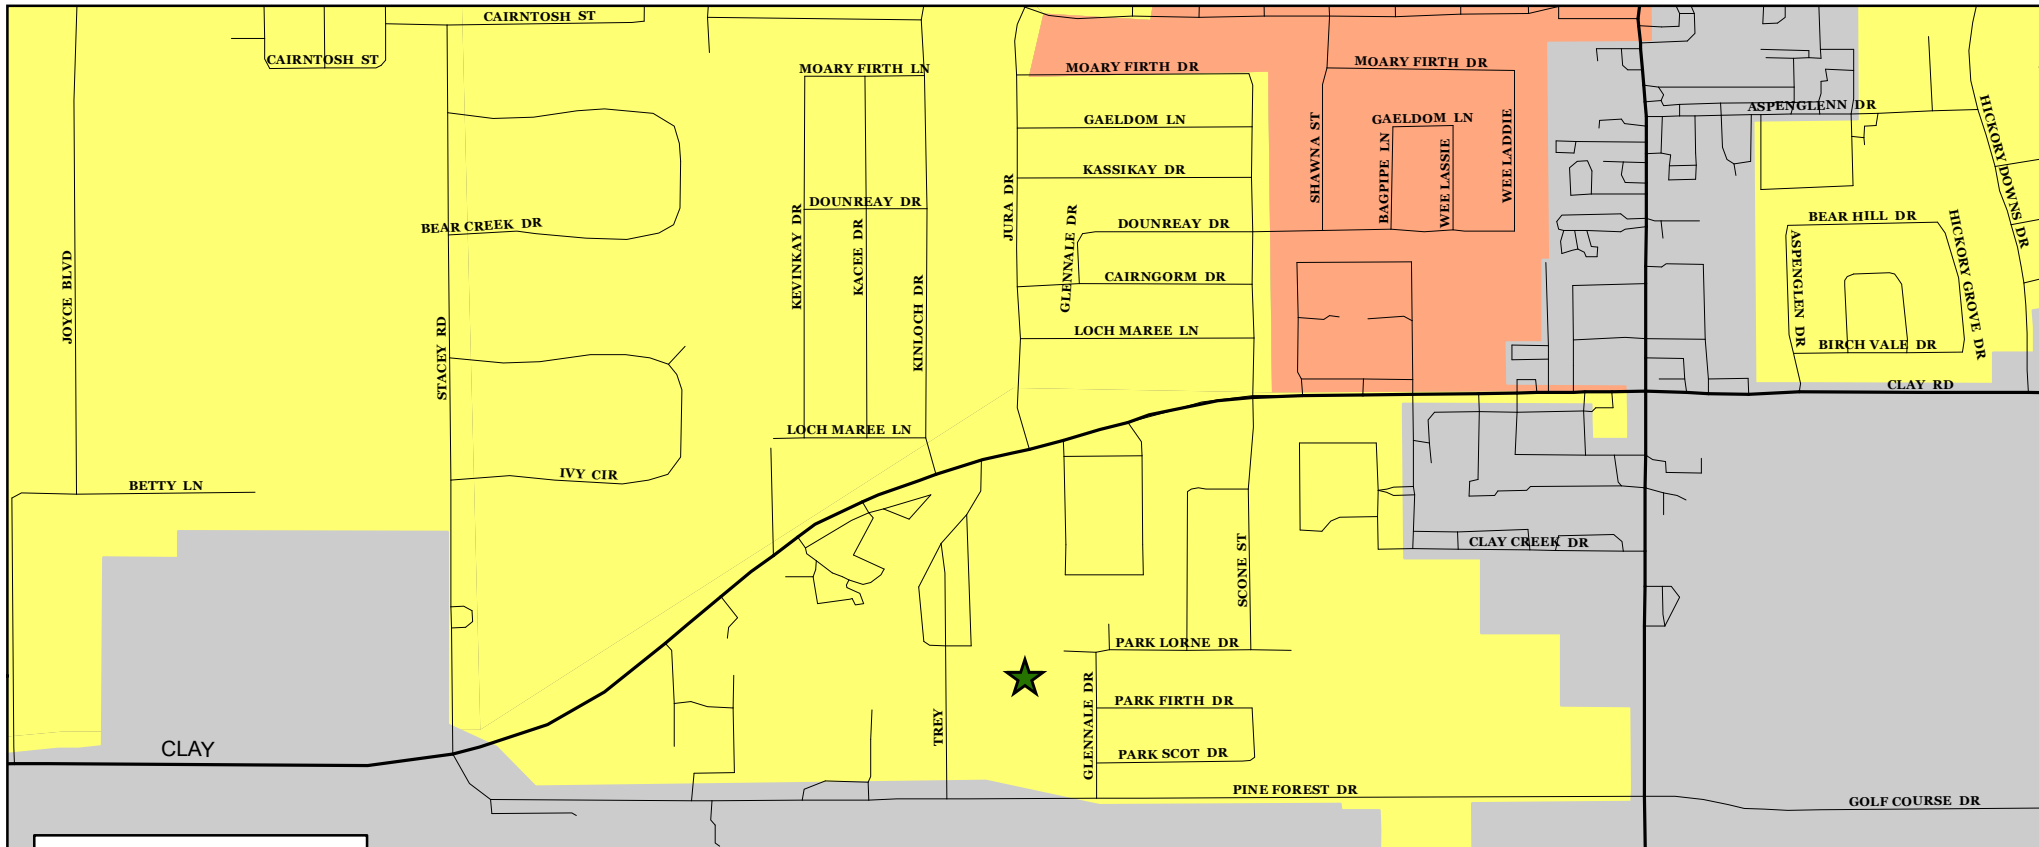 CAIRNTOSH ST
CAIRNTOSH ST
MOARY FIRTH LN
MOARY FIRTH DR
MOARY FIRTH DR
ASPENGLENN DR
HICKORY DOWNS DR
GAELDOM LN
GAELDOM LN
SHAWNA ST
BAGPIPE LN
WEE LASSIE
WEE LADDIE
KASSIKAY DR
JURA DR
DOUNREAY DR
DOUNREAY DR
BEAR CREEK DR
KEVINKAY DR
KACEE DR
KINLOCH DR
GLENNALE DR
CAIRNGORM DR
BEAR HILL DR
ASPENGLEN DR
HICKORY GROVE DR
JOYCE BLVD
STACEY RD
LOCH MAREE LN
BIRCH VALE DR
CLAY RD
LOCH MAREE LN
IVY CIR
BETTY LN
SCONE ST
CLAY CREEK DR
PARK LORNE DR
GLENNALE DR
PARK FIRTH DR
TREY
PARK SCOT DR
CLAY
PINE FOREST DR
GOLF COURSE DR